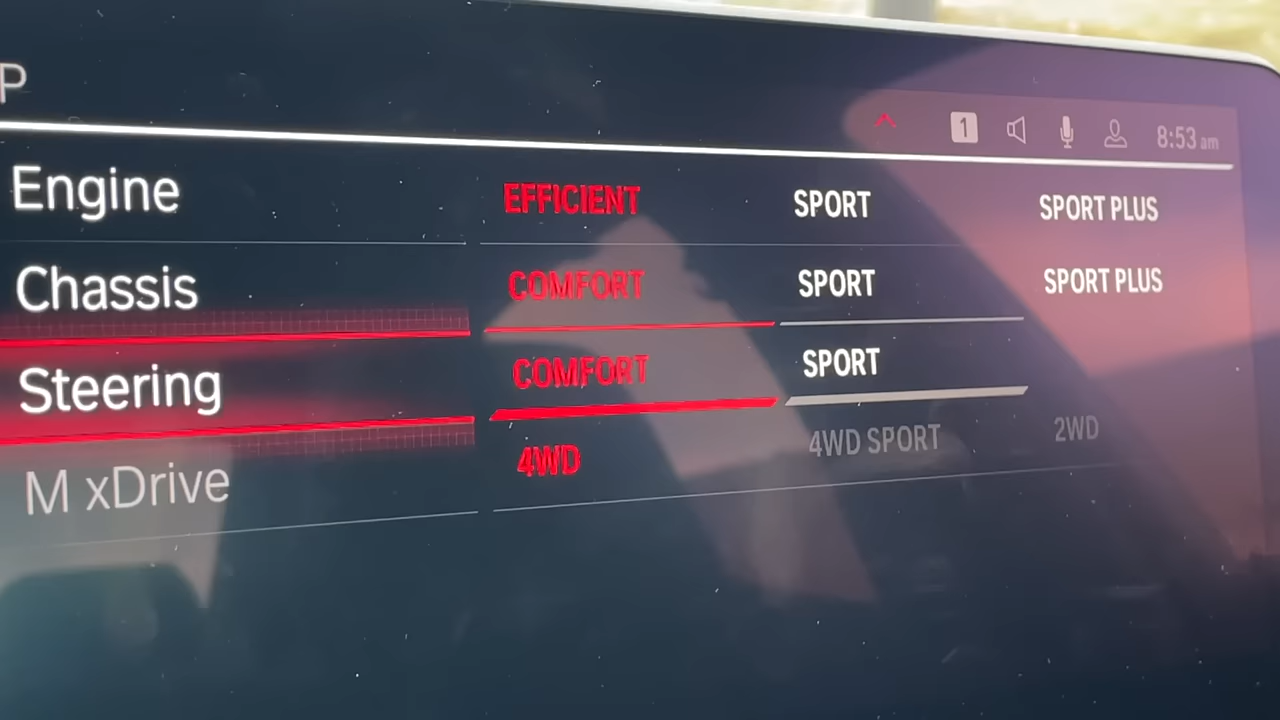 P
1 8:53 am
Engine EFFICIENT SPORT SPORT PLUS
Chassis COMFORT SPORT SPORT PLUS
Steering COMFORT SPORT
M xDrive 4WD 4WD SPORT 2WD